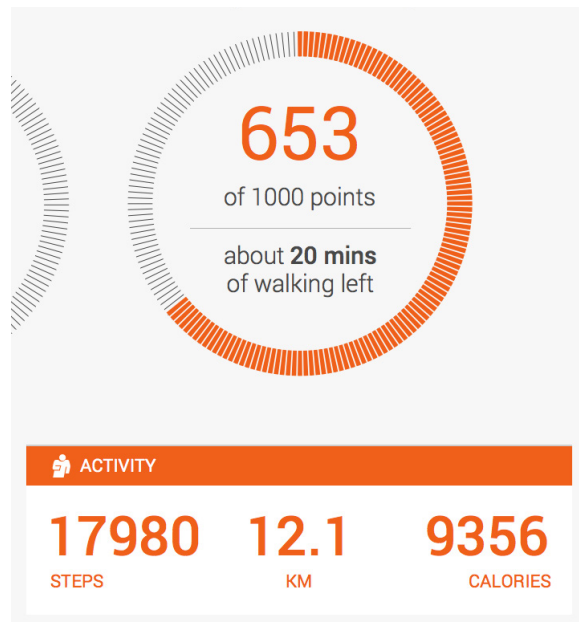 653
of 1000 points
about 20 mins
of walking left
ACTIVITY
17980 12.1 9356
STEPS KM CALORIES